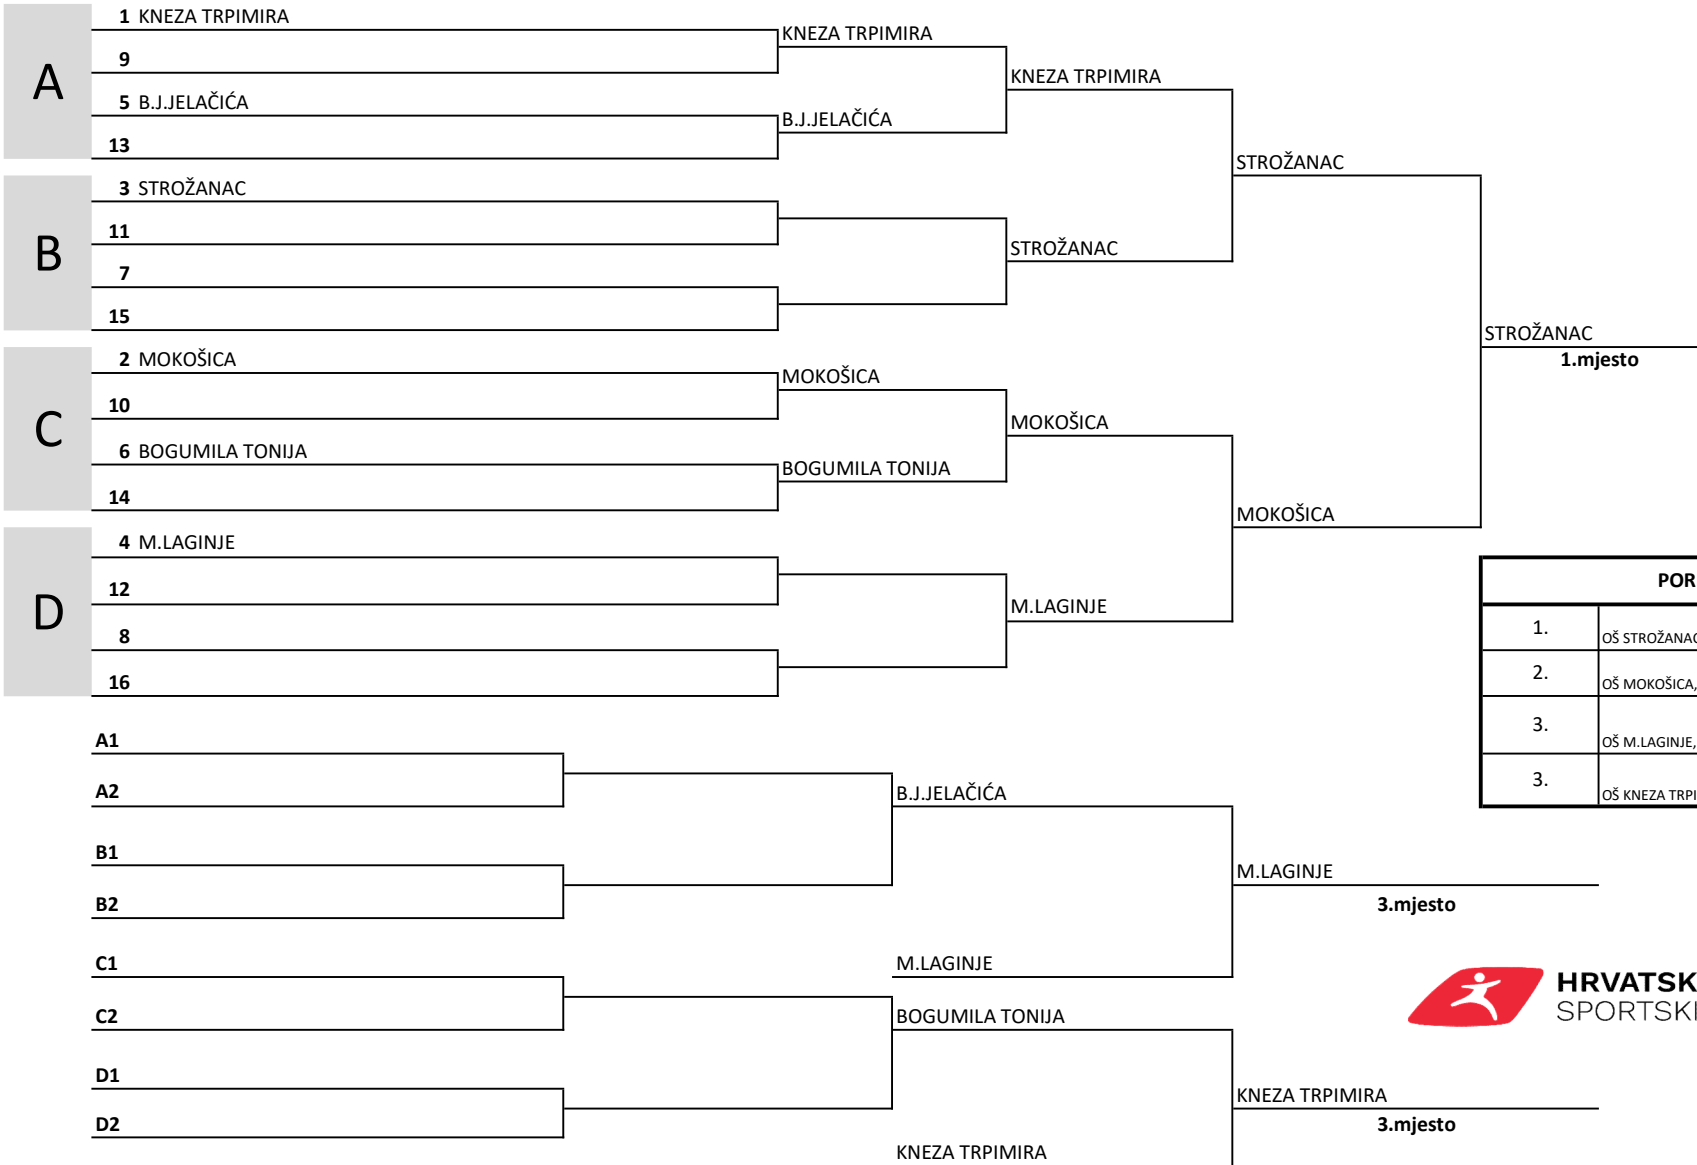 1 KNEZA TRPIMIRA
KNEZA TRPIMIRA
9
A
KNEZA TRPIMIRA
5 B.J.JELAČIĆA
B.J.JELAČIĆA
13
STROŽANAC
3 STROŽANAC
11
B
STROŽANAC
7
15
STROŽANAC
1.mjesto
2 MOKOŠICA
MOKOŠICA
10
C
MOKOŠICA
6 BOGUMILA TONIJA
BOGUMILA TONIJA
14
MOKOŠICA
4 M.LAGINJE
12
D
M.LAGINJE
8
16
POR
1. OŠ STROŽANAC
2. OŠ MOKOŠICA,
3. OŠ M.LAGINJE,
3. OŠ KNEZA TRPI
A1
A2
B.J.JELAČIĆA
B1
M.LAGINJE
B2
3.mjesto
C1
M.LAGINJE
C2
BOGUMILA TONIJA
HRVATSK
SPORTSKI
D1
KNEZA TRPIMIRA
D2
3.mjesto
KNEZA TRPIMIRA